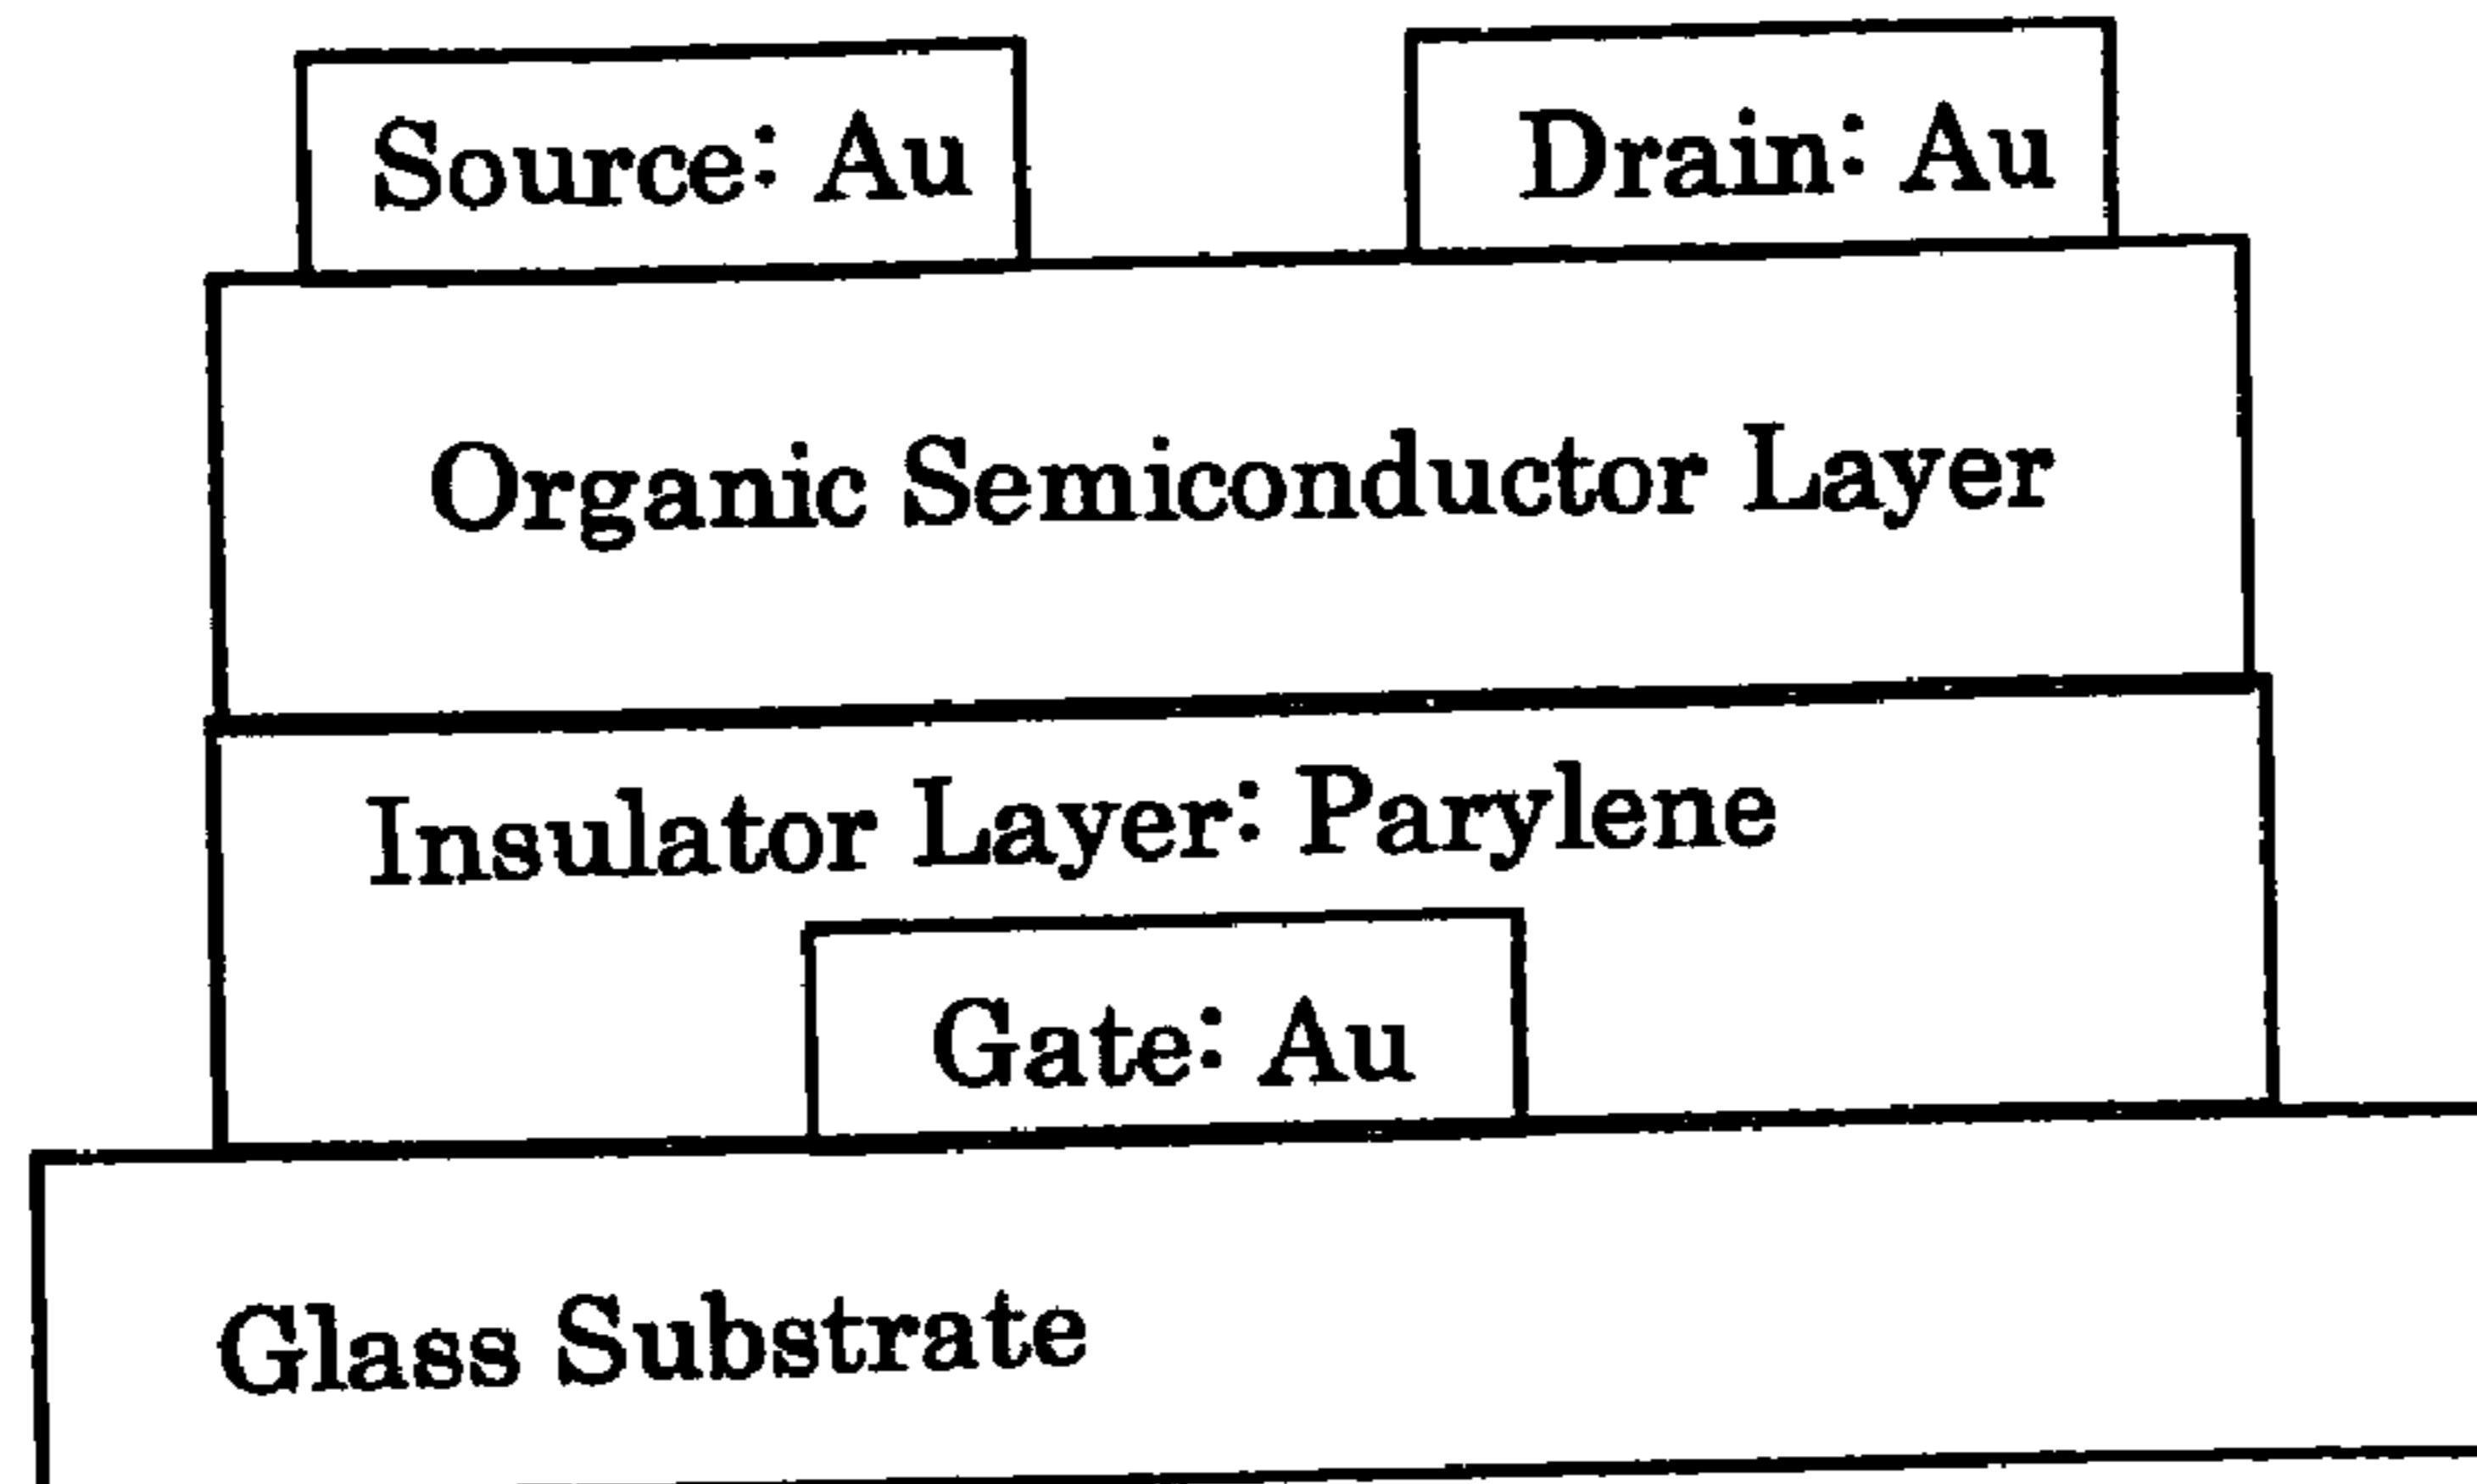 Source: Au
Drain: Au
Organic Semiconductor Layer
Insulator Layer: Parylene
Gate: Au
Glass Substrate